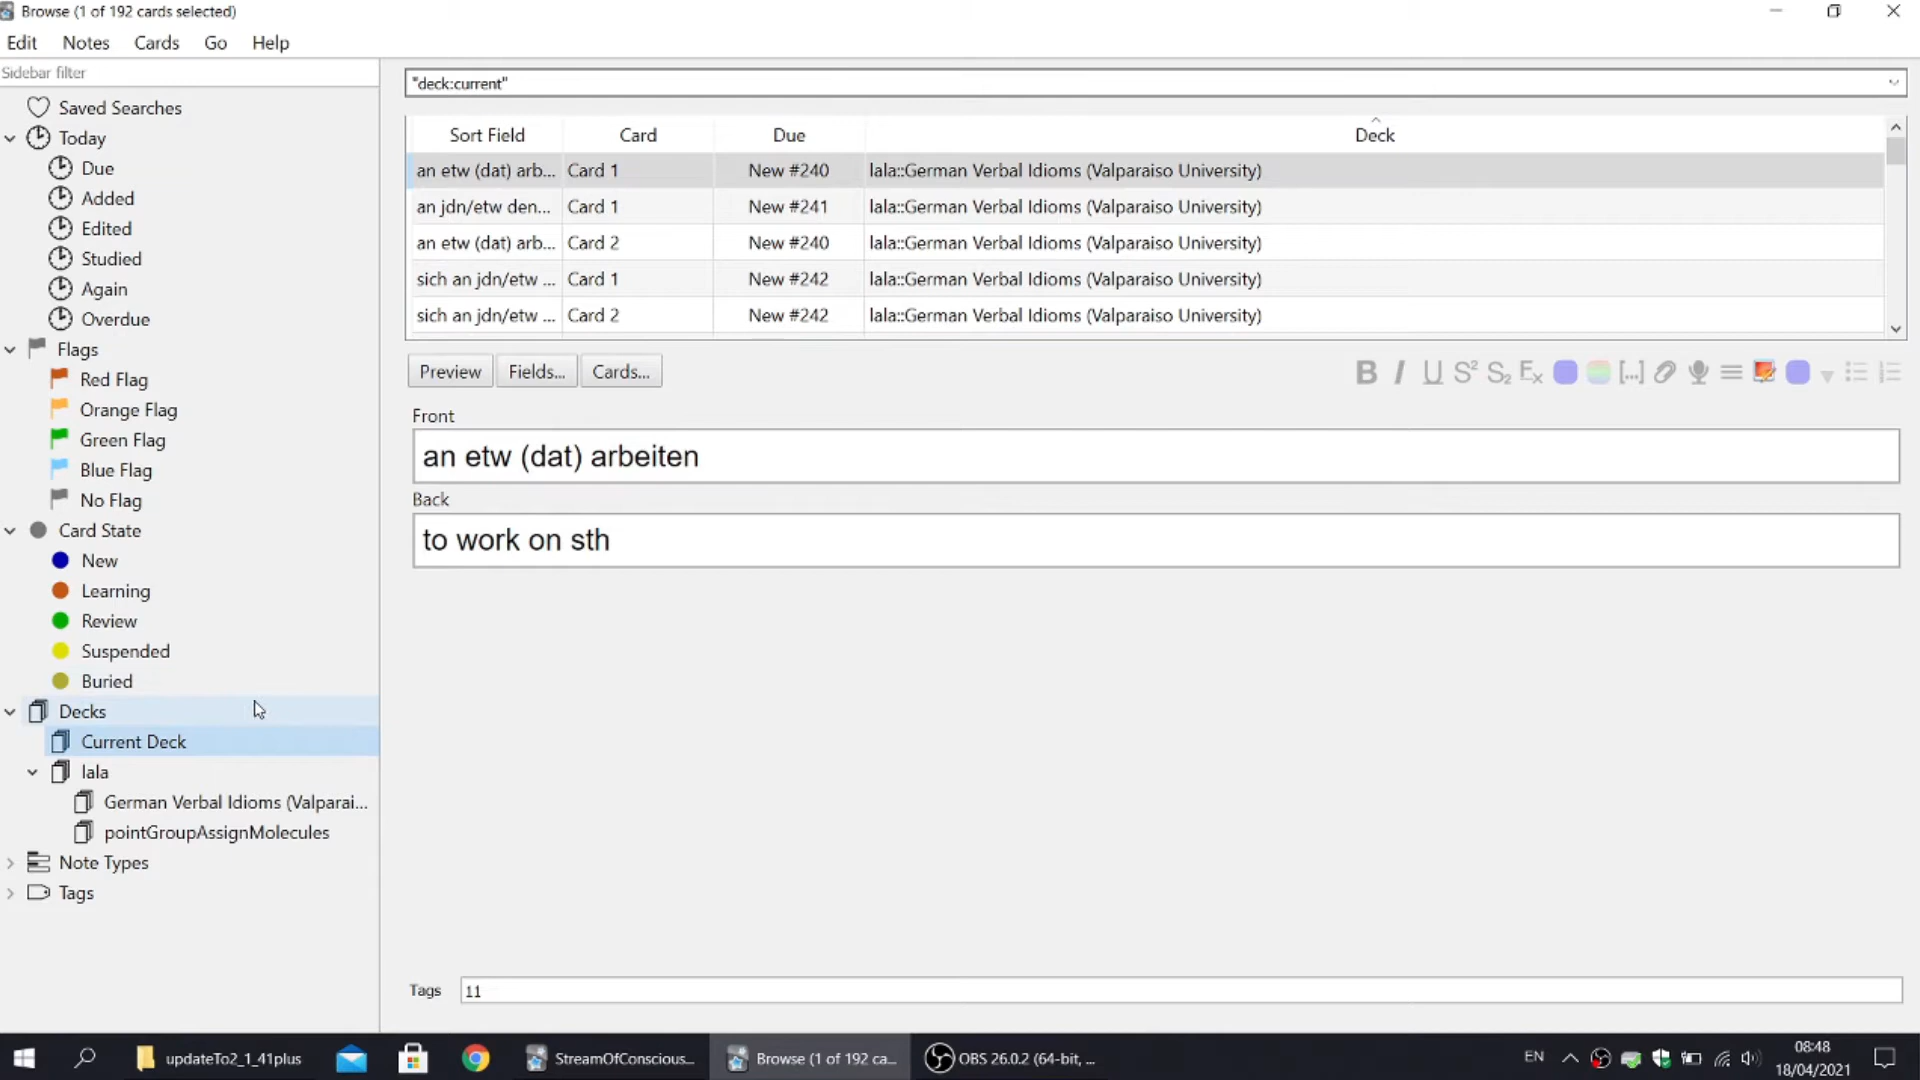 Browse (1 of 192 cards selected)
Edit Notes Cards Go Help
Sidebar filter
Saved Searches
Today
Due
Added
Edited
Studied
Again
Overdue
Flags
Red Flag
Orange Flag
Green Flag
Blue Flag
No Flag
Card State
New
Learning
Review
Suspended
Buried
Decks
Current Deck
lala
German Verbal Idioms (Valparai...
pointGroupAssignMolecules
Note Types
Tags
"deck:current"
Sort Field Card Due Deck
an etw (dat) arb... Card 1 New #240 lala::German Verbal Idioms (Valparaiso University)
an jdn/etw den... Card 1 New #241 lala::German Verbal Idioms (Valparaiso University)
an etw (dat) arb... Card 2 New #240 lala::German Verbal Idioms (Valparaiso University)
sich an jdn/etw ... Card 1 New #242 lala::German Verbal Idioms (Valparaiso University)
sich an jdn/etw ... Card 2 New #242 lala::German Verbal Idioms (Valparaiso University)
Preview Fields... Cards... B I U S² S₂ Ex [...]
Front
an etw (dat) arbeiten
Back
to work on sth
Tags 11
updateTo2_1_41plus StreamOfConscious... Browse (1 of 192 ca... OBS 26.0.2 (64-bit, ... EN 08:48
18/04/2021